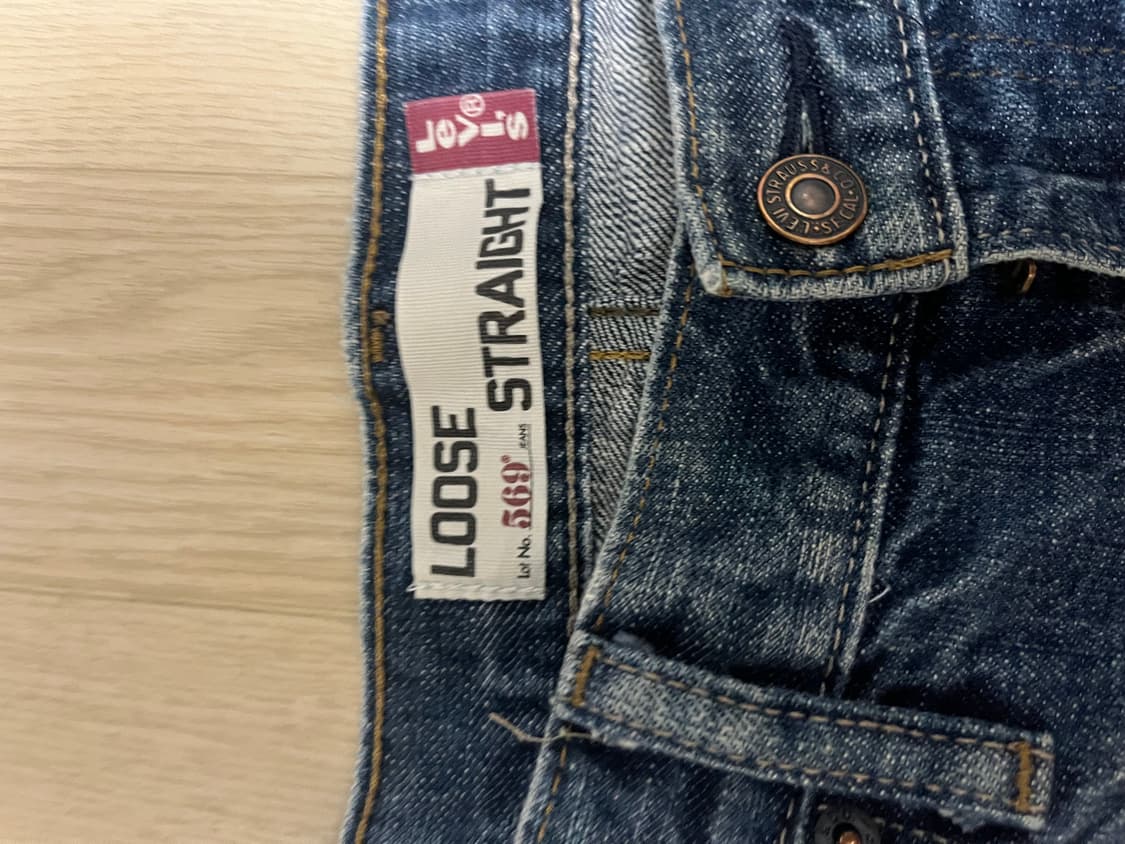 Levi's®
LOOSE
STRAIGHT
Lot No. 569® JEANS
LEVI STRAUSS & CO. S.F. CAL.